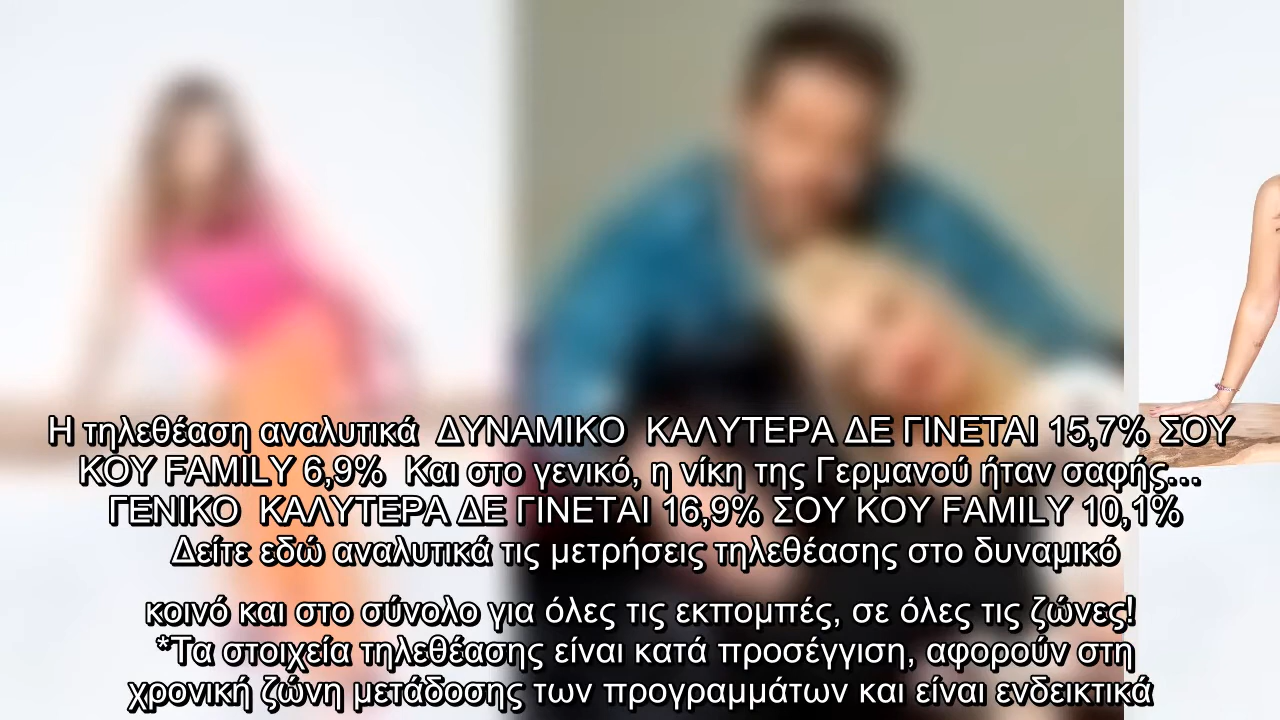 Η τηλεθέαση αναλυτικά  ΔΥΝΑΜΙΚΟ  ΚΑΛΥΤΕΡΑ ΔΕ ΓΙΝΕΤΑΙ 15,7% ΣΟΥ
ΚΟΥ FAMILY 6,9%  Και στο γενικό, η νίκη της Γερμανού ήταν σαφής...
ΓΕΝΙΚΟ  ΚΑΛΥΤΕΡΑ ΔΕ ΓΙΝΕΤΑΙ 16,9% ΣΟΥ ΚΟΥ FAMILY 10,1%
Δείτε εδώ αναλυτικά τις μετρήσεις τηλεθέασης στο δυναμικό
κοινό και στο σύνολο για όλες τις εκπομπές, σε όλες τις ζώνες!
*Τα στοιχεία τηλεθέασης είναι κατά προσέγγιση, αφορούν στη
χρονική ζώνη μετάδοσης των προγραμμάτων και είναι ενδεικτικά